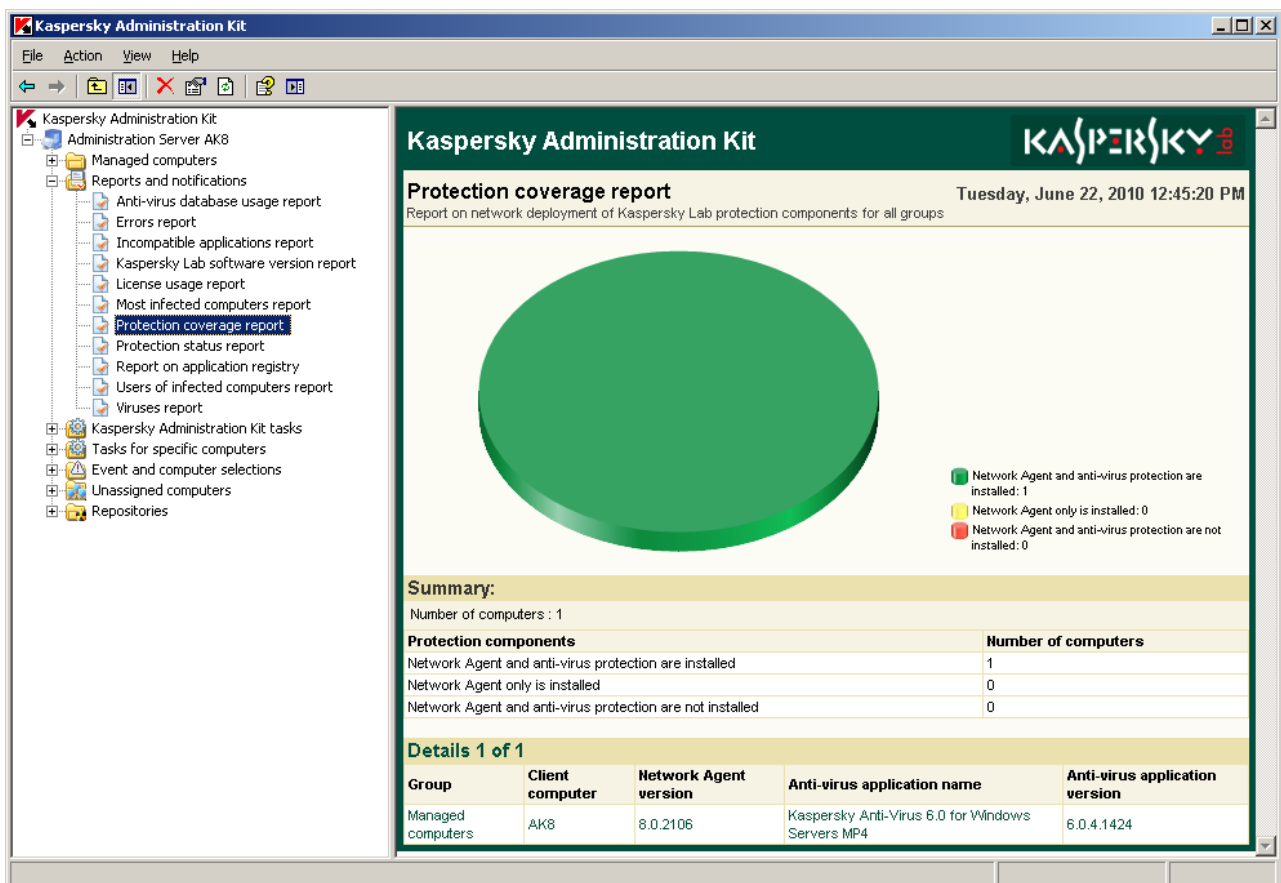 Kaspersky Administration Kit
File Action View Help
Kaspersky Administration Kit
Administration Server AK8
Managed computers
Reports and notifications
Anti-virus database usage report
Errors report
Incompatible applications report
Kaspersky Lab software version report
License usage report
Most infected computers report
Protection coverage report
Protection status report
Report on application registry
Users of infected computers report
Viruses report
Kaspersky Administration Kit tasks
Tasks for specific computers
Event and computer selections
Unassigned computers
Repositories
Kaspersky Administration Kit
KASPERSKY lab
Protection coverage report
Tuesday, June 22, 2010 12:45:20 PM
Report on network deployment of Kaspersky Lab protection components for all groups
Network Agent and anti-virus protection are
installed: 1
Network Agent only is installed: 0
Network Agent and anti-virus protection are not
installed: 0
Summary:
Number of computers : 1
Protection components Number of computers
Network Agent and anti-virus protection are installed 1
Network Agent only is installed 0
Network Agent and anti-virus protection are not installed 0
Details 1 of 1
Group Client computer Network Agent version Anti-virus application name Anti-virus application version
Managed computers AK8 8.0.2106 Kaspersky Anti-Virus 6.0 for Windows Servers MP4 6.0.4.1424